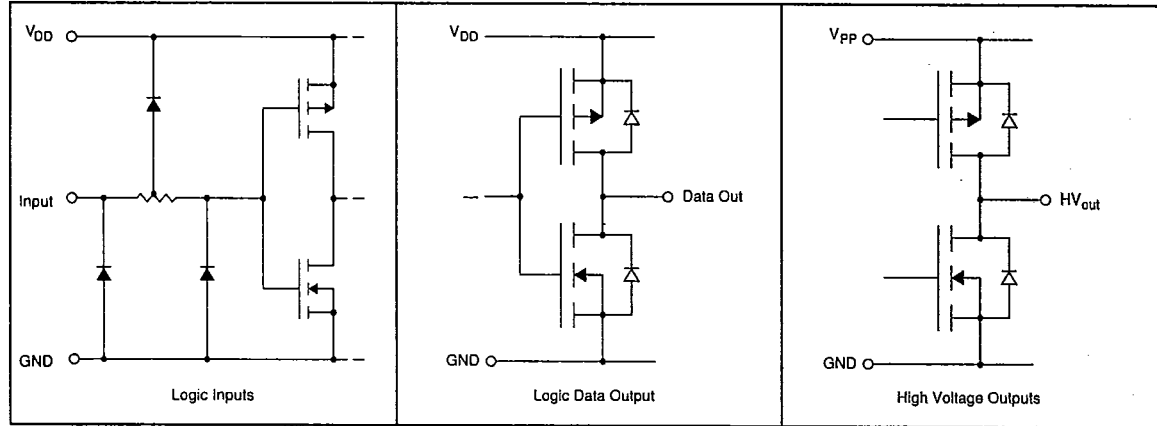 VDD
Input
GND
Logic Inputs
VDD
Data Out
GND
Logic Data Output
VPP
HVout
GND
High Voltage Outputs